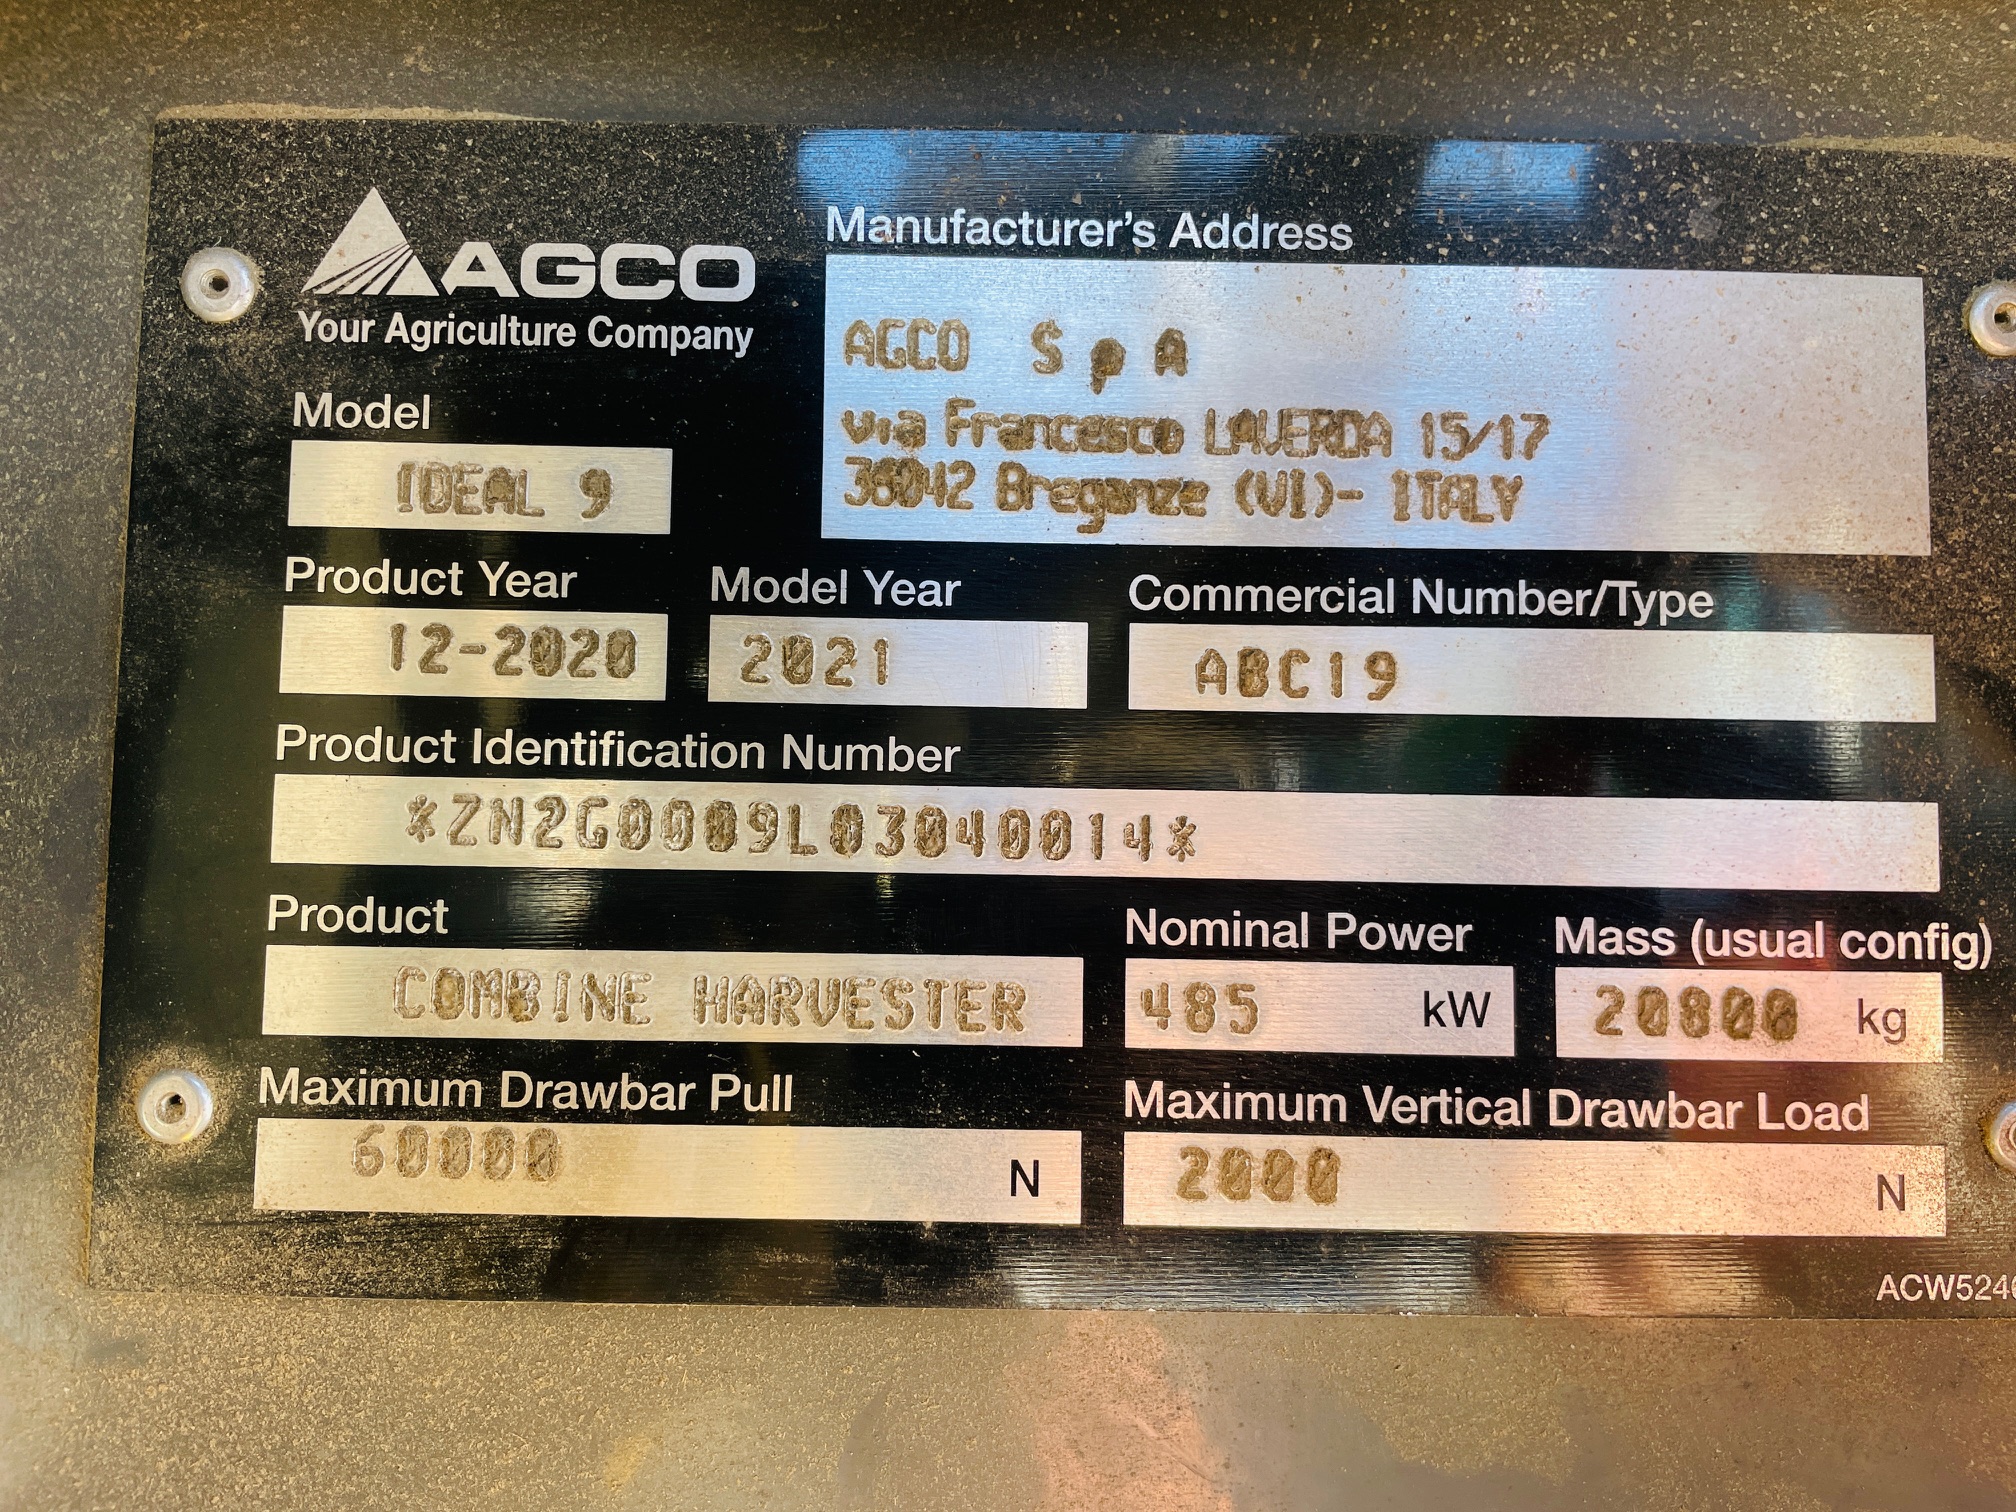 AGCO
Your Agriculture Company
Manufacturer's Address
AGCO SpA
via Francesco LAVERDA 15/17
36042 Breganze (VI)- ITALY
Model
IDEAL 9
Product Year
12-2020
Model Year
2021
Commercial Number/Type
ABC19
Product Identification Number
*ZN2G0009L03040014*
Product
COMBINE HARVESTER
Nominal Power
485 kW
Mass (usual config)
20800 kg
Maximum Drawbar Pull
60000 N
Maximum Vertical Drawbar Load
2000 N